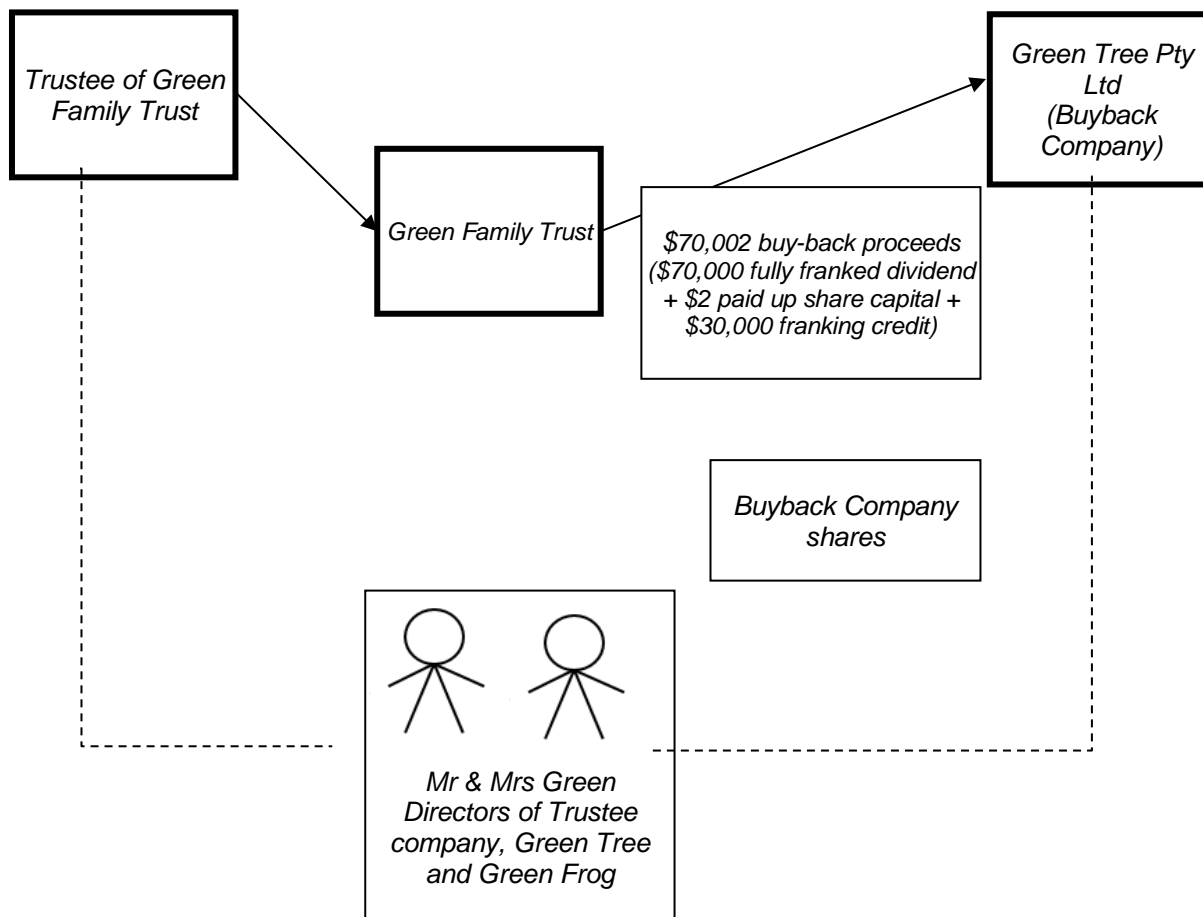 Trustee of Green
Family Trust
Green Family Trust
Green Tree Pty
Ltd
(Buyback
Company)
$70,002 buy-back proceeds
($70,000 fully franked dividend
+ $2 paid up share capital +
$30,000 franking credit)
Buyback Company
shares
Mr & Mrs Green
Directors of Trustee
company, Green Tree
and Green Frog